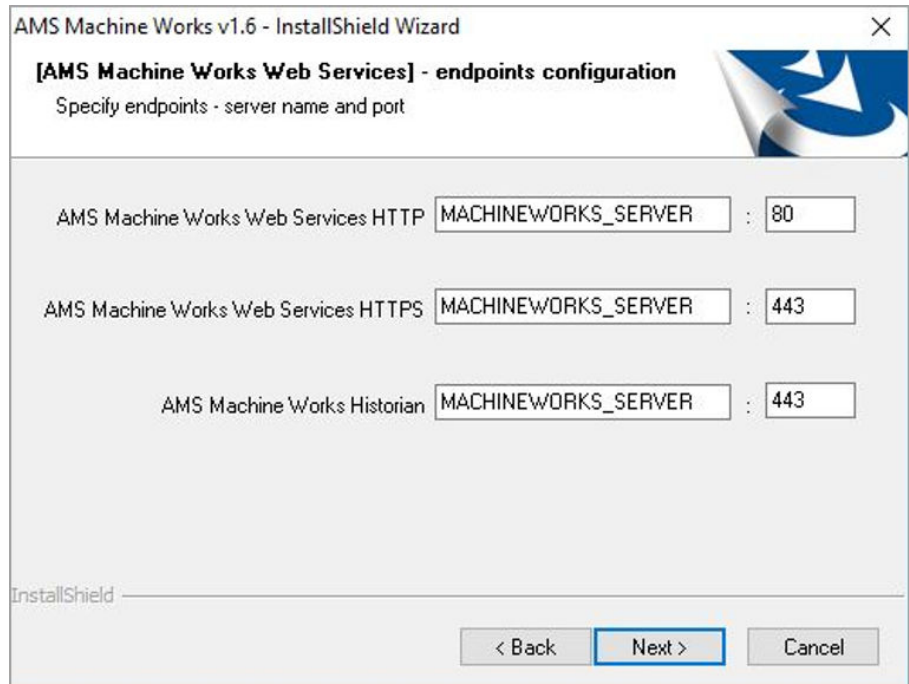 AMS Machine Works v1.6 - InstallShield Wizard
[AMS Machine Works Web Services] - endpoints configuration
Specify endpoints - server name and port
AMS Machine Works Web Services HTTP MACHINEWORKS_SERVER : 80
AMS Machine Works Web Services HTTPS MACHINEWORKS_SERVER : 443
AMS Machine Works Historian MACHINEWORKS_SERVER : 443
InstallShield
< Back Next > Cancel